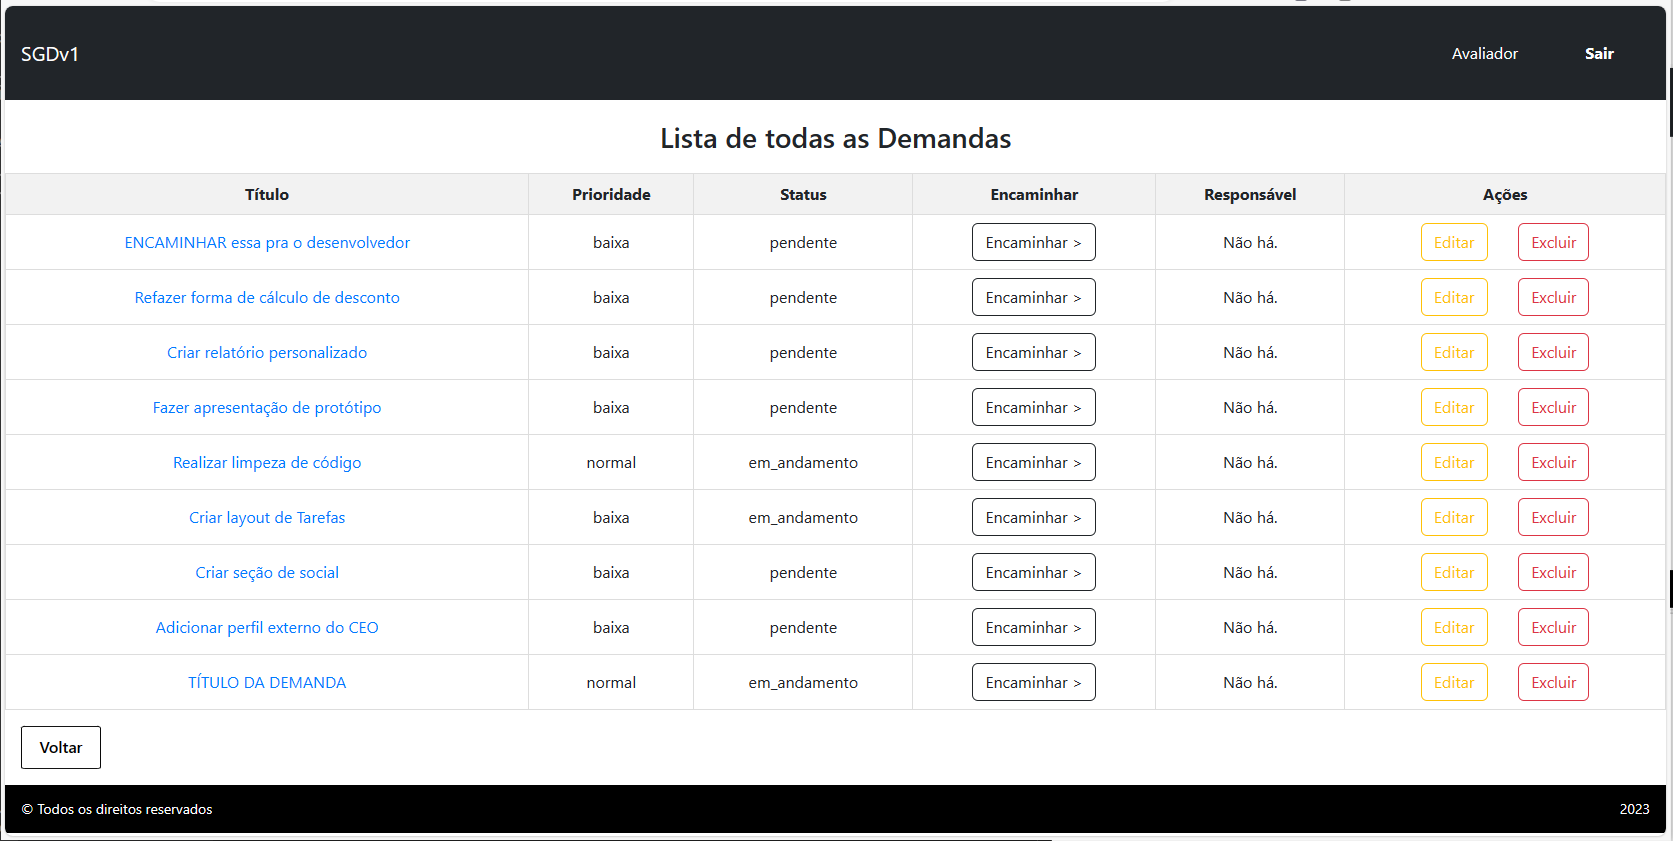 SGDv1 Avaliador Sair
Lista de todas as Demandas
Título Prioridade Status Encaminhar Responsável Ações
ENCAMINHAR essa pra o desenvolvedor baixa pendente Encaminhar > Não há. Editar Excluir
Refazer forma de cálculo de desconto baixa pendente Encaminhar > Não há. Editar Excluir
Criar relatório personalizado baixa pendente Encaminhar > Não há. Editar Excluir
Fazer apresentação de protótipo baixa pendente Encaminhar > Não há. Editar Excluir
Realizar limpeza de código normal em_andamento Encaminhar > Não há. Editar Excluir
Criar layout de Tarefas baixa em_andamento Encaminhar > Não há. Editar Excluir
Criar seção de social baixa pendente Encaminhar > Não há. Editar Excluir
Adicionar perfil externo do CEO baixa pendente Encaminhar > Não há. Editar Excluir
TÍTULO DA DEMANDA normal em_andamento Encaminhar > Não há. Editar Excluir
Voltar
© Todos os direitos reservados 2023